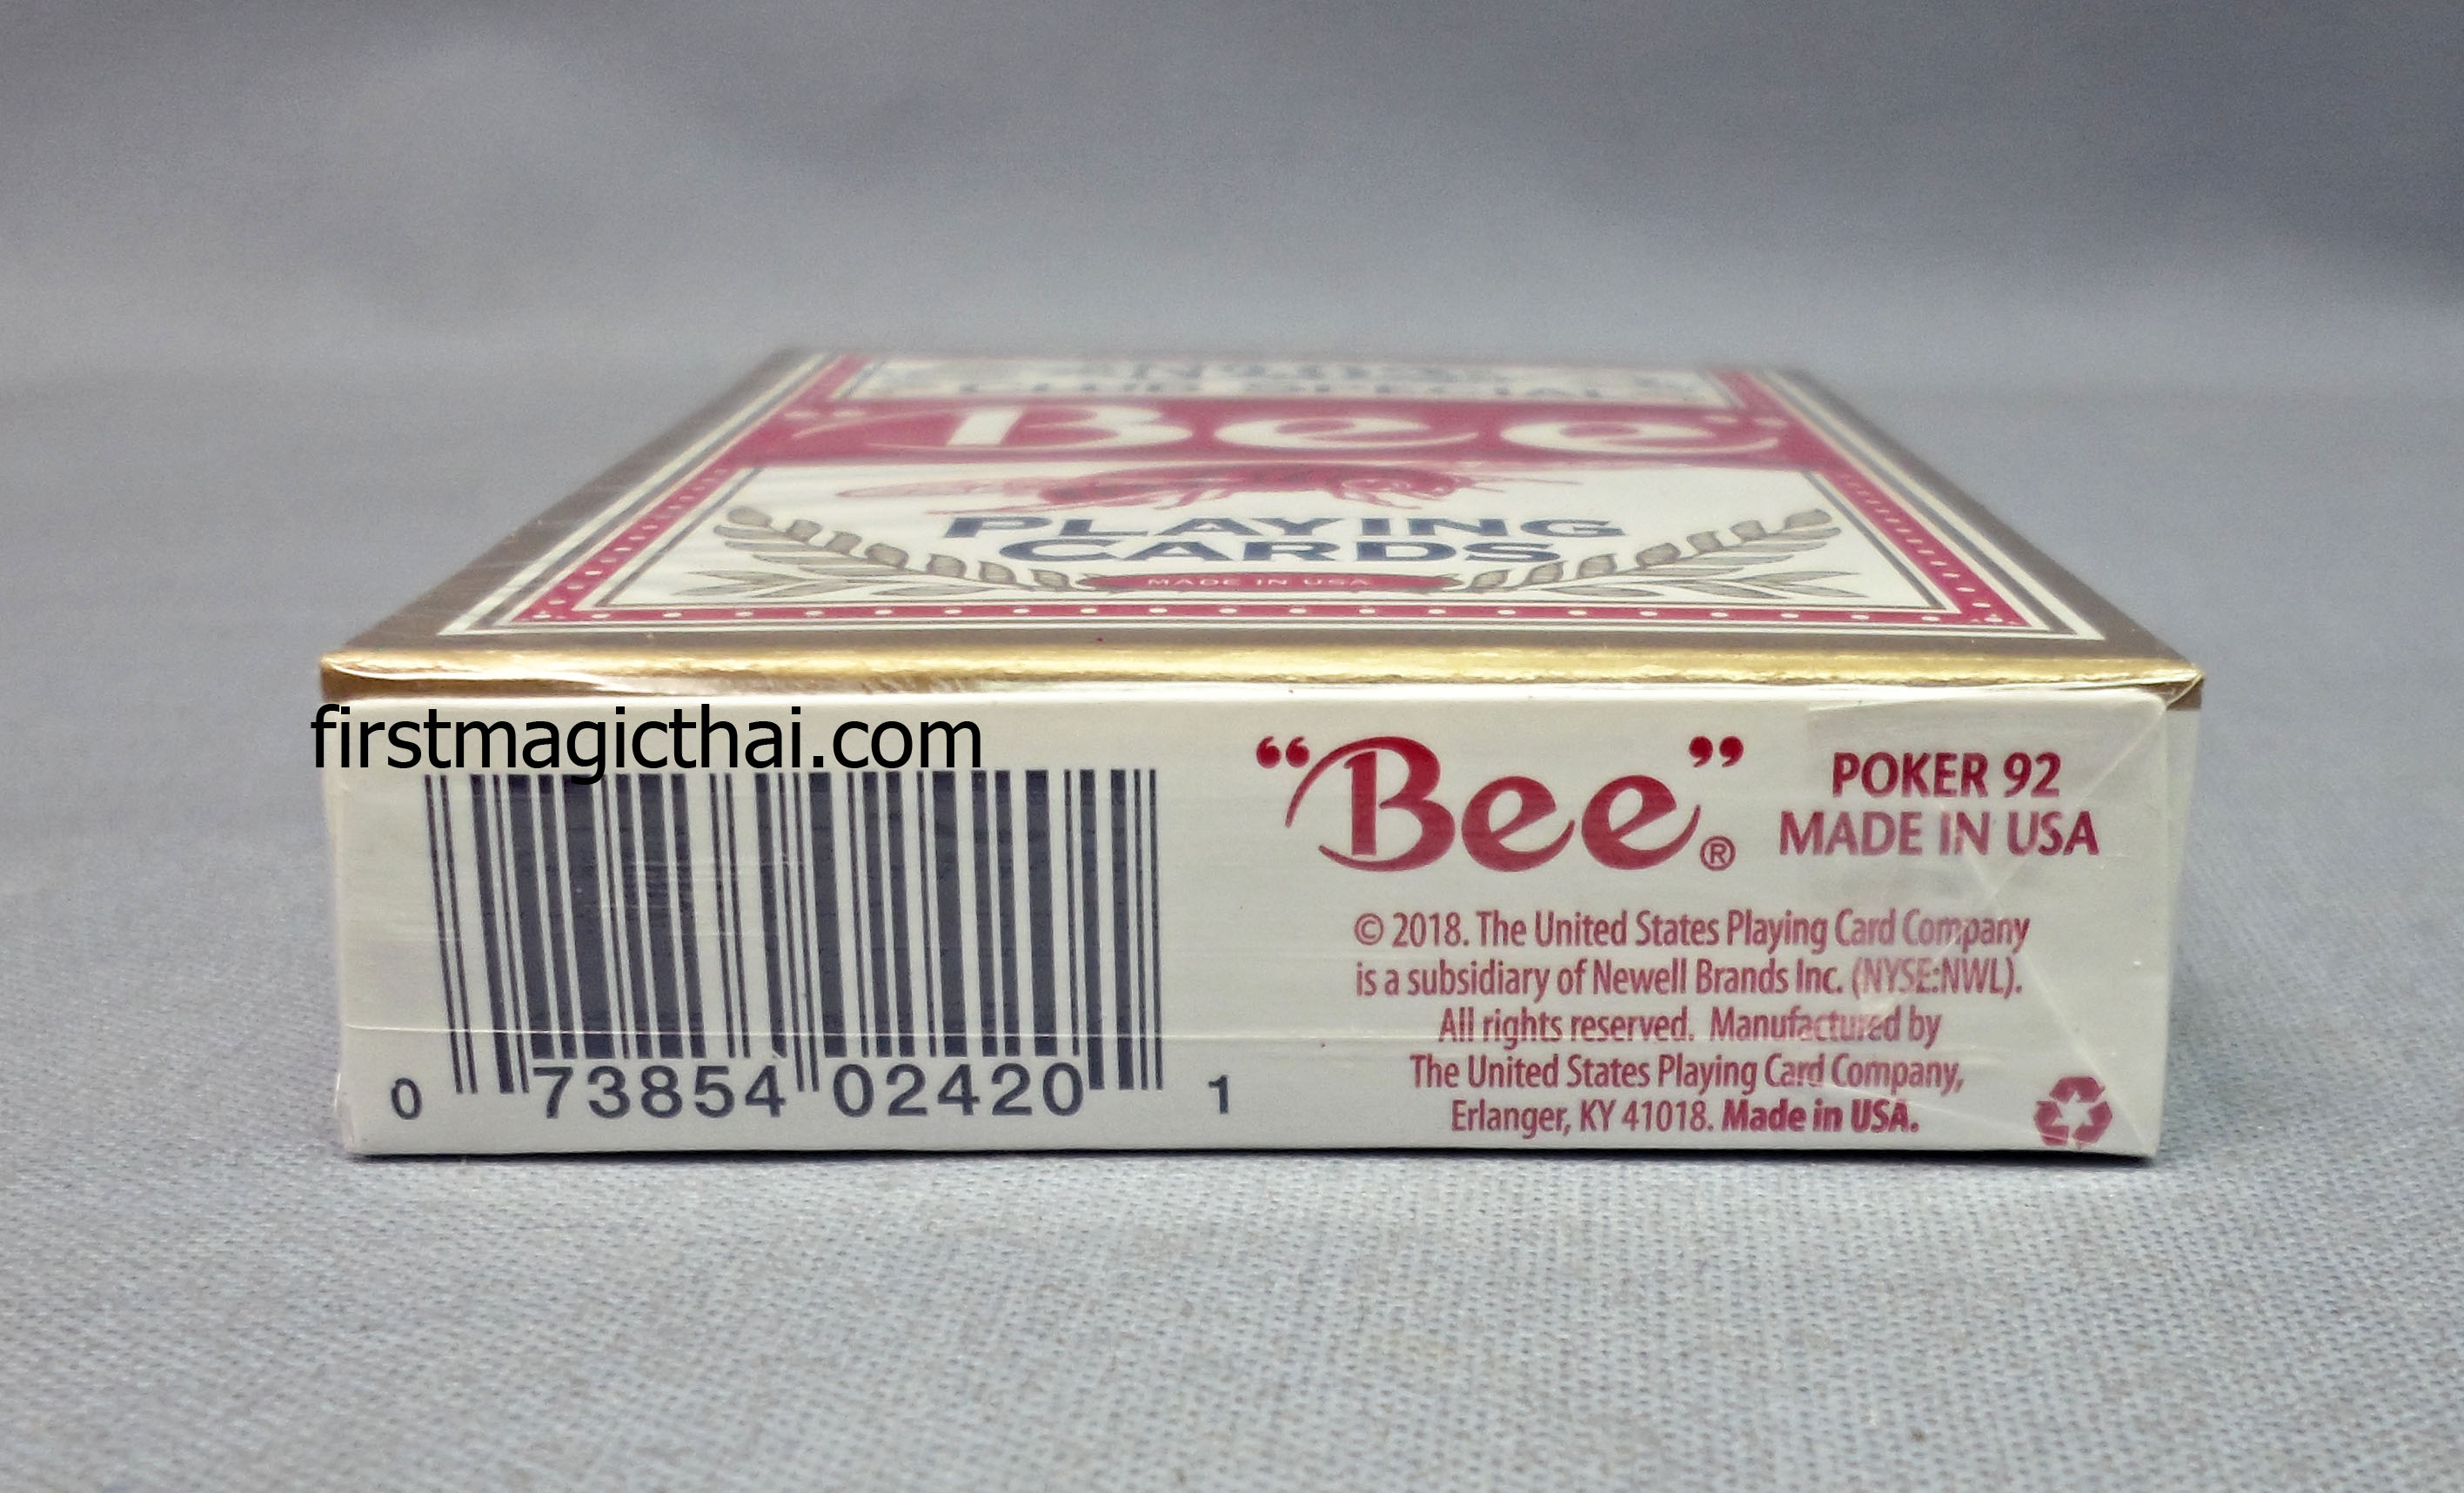 CLUB SPECIAL
"Bee"
PLAYING
CARDS
MADE IN USA
firstmagicthai.com
0 73854 02420 1
“Bee”®
POKER 92
MADE IN USA
© 2018. The United States Playing Card Company
is a subsidiary of Newell Brands Inc. (NYSE:NWL).
All rights reserved. Manufactured by
The United States Playing Card Company,
Erlanger, KY 41018. Made in USA.